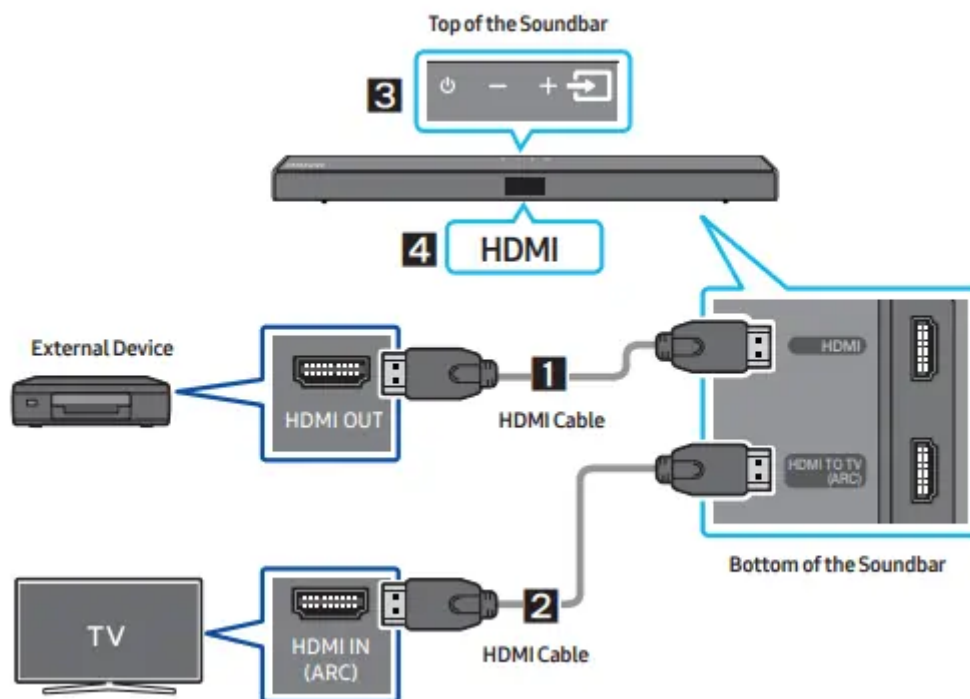 Top of the Soundbar
3
− +
4
HDMI
External Device
HDMI OUT
1
HDMI Cable
HDMI
HDMI TO TV
(ARC)
Bottom of the Soundbar
TV
HDMI IN
(ARC)
2
HDMI Cable